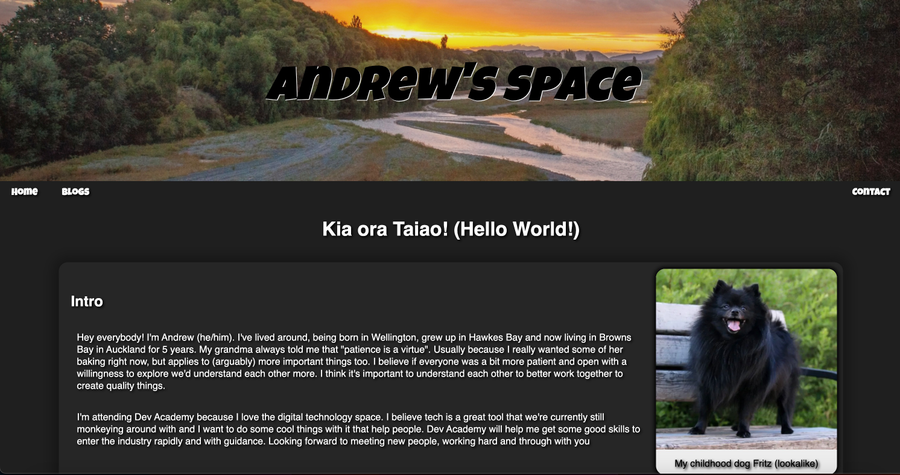 ANDREW'S SPACE
HOME
BLOGS
CONTACT
Kia ora Taiao! (Hello World!)
Intro
Hey everybody! I'm Andrew (he/him). I've lived around, being born in Wellington, grew up in Hawkes Bay and now living in Browns
Bay in Auckland for 5 years. My grandma always told me that "patience is a virtue". Usually because I really wanted some of her
baking right now, but applies to (arguably) more important things too. I believe if everyone was a bit more patient and open with a
willingness to explore we'd understand each other more. I think it's important to understand each other to better work together to
create quality things.
I'm attending Dev Academy because I love the digital technology space. I believe tech is a great tool that we're currently still
monkeying around with and I want to do some cool things with it that help people. Dev Academy will help me get some good skills to
enter the industry rapidly and with guidance. Looking forward to meeting new people, working hard and through with you
My childhood dog Fritz (lookalike)